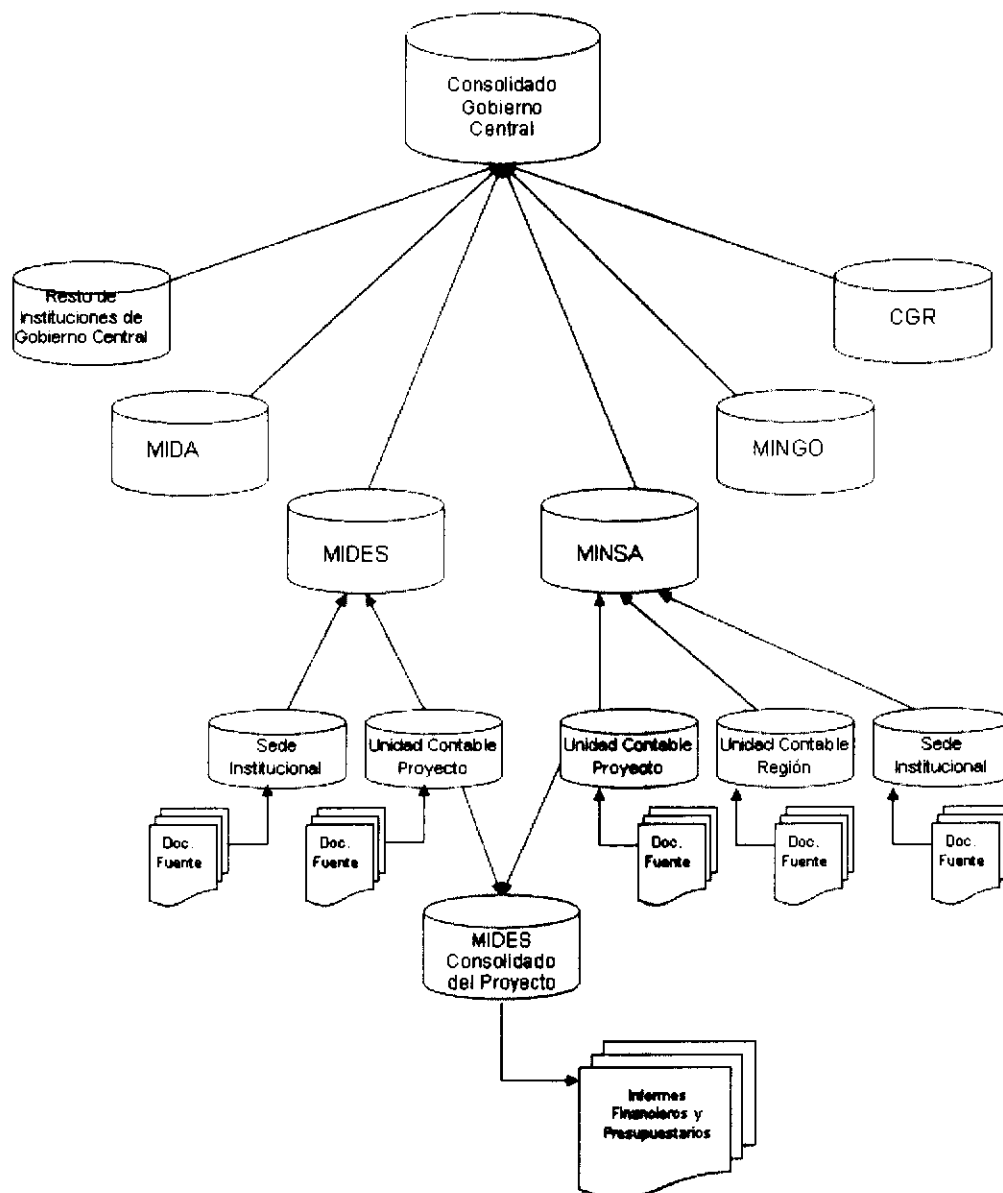 Consolidado
Gobierno
Central
Resto de
instituciones de
Gobierno Central
CGR
MIDA
MINGO
MIDES
MINSA
Sede
Institucional
Unidad Contable
Proyecto
Unidad Contable
Proyecto
Unidad Contable
Región
Sede
Institucional
Doc.
Fuente
Doc.
Fuente
Doc.
Fuente
Doc.
Fuente
Doc.
Fuente
MIDES
Consolidado
del Proyecto
Informes
Financieros y
Presupuestarios